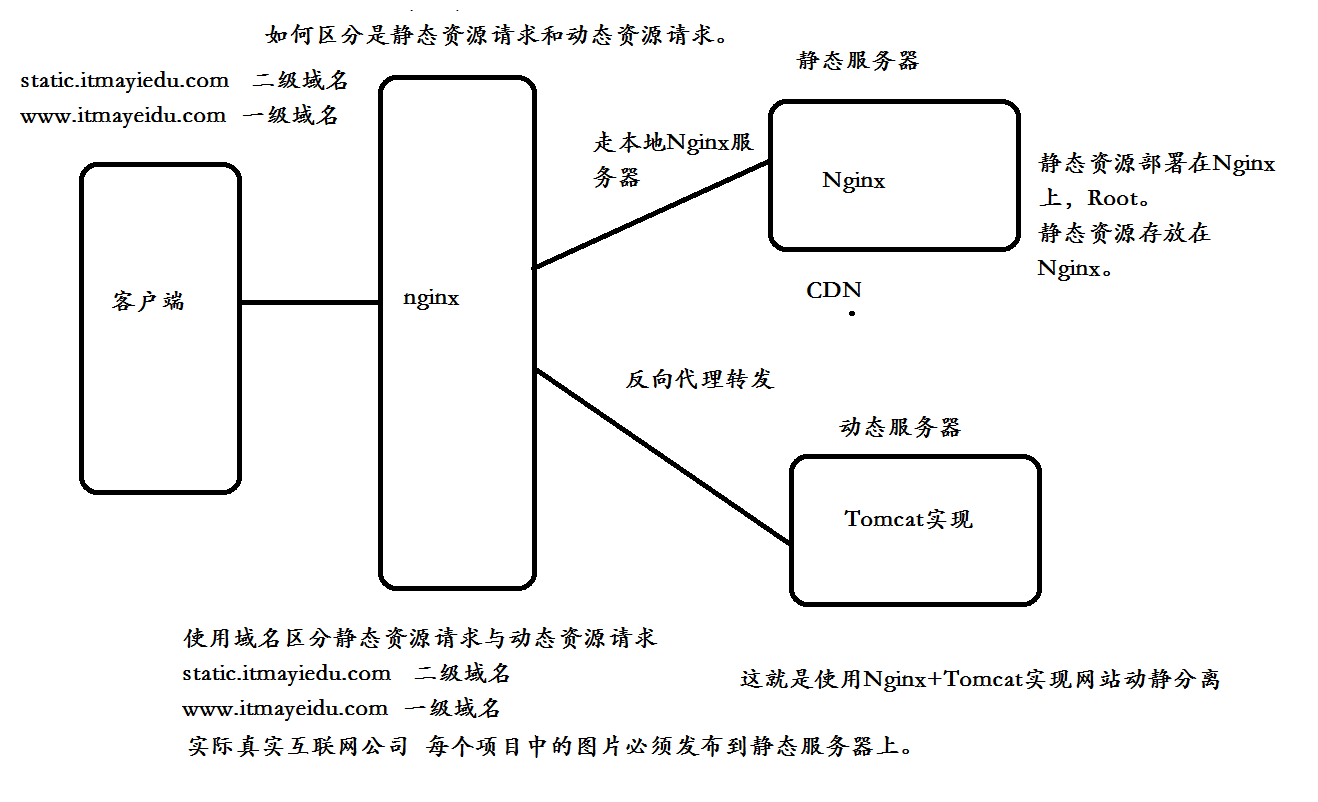 如何区分是静态资源请求和动态资源请求。
static.itmayiedu.com 二级域名
www.itmayeidu.com 一级域名
静态服务器
走本地Nginx服
务器
Nginx
静态资源部署在Nginx
上，Root。
静态资源存放在
Nginx。
客户端
nginx
CDN
反向代理转发
动态服务器
Tomcat实现
使用域名区分静态资源请求与动态资源请求
static.itmayiedu.com 二级域名
www.itmayeidu.com 一级域名
实际真实互联网公司 每个项目中的图片必须发布到静态服务器上。
这就是使用Nginx+Tomcat实现网站动静分离